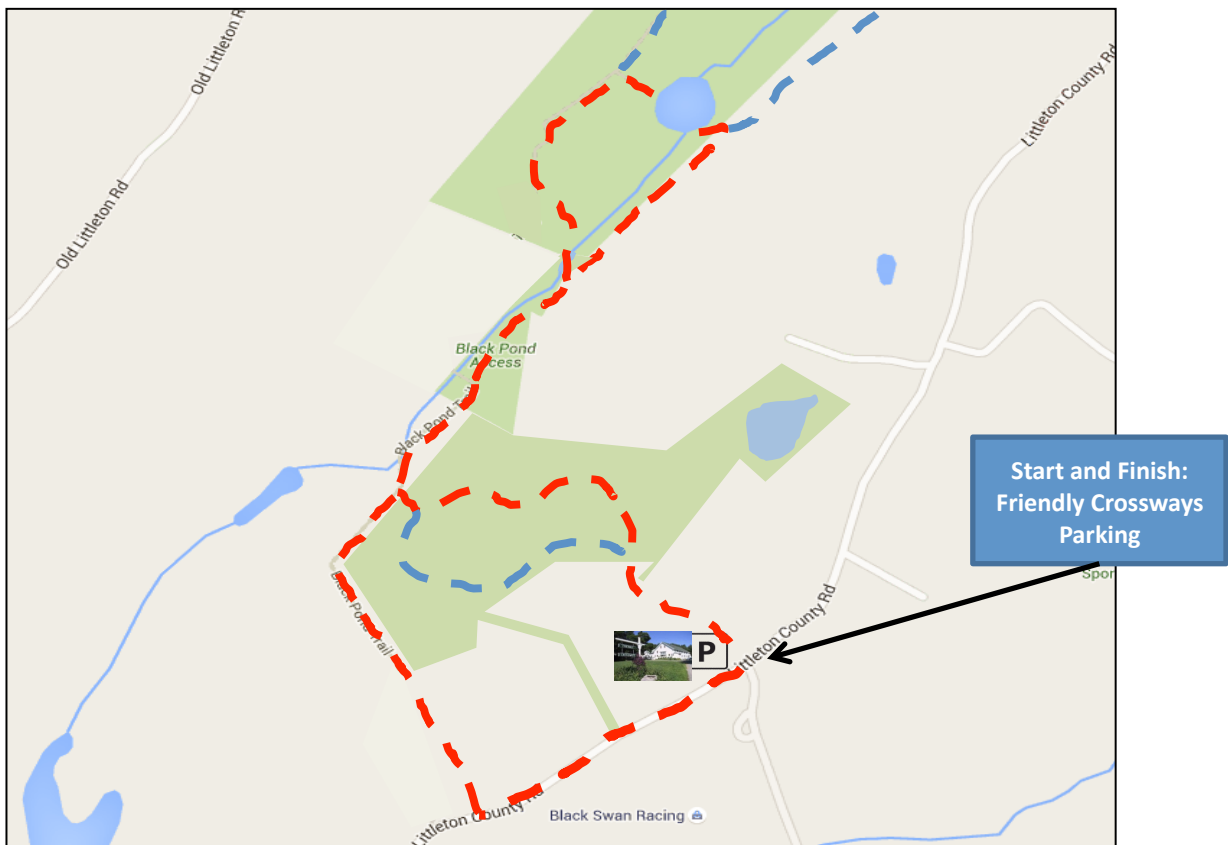 Old Littleton Rd
Littleton County Rd
Old Littleton Rd
Black Pond
Access
Black Pond Trail
Start and Finish:
Friendly Crossways
Parking
Spor
Black Pond Trail
Littleton County Rd
P
Littleton County Rd
Black Swan Racing